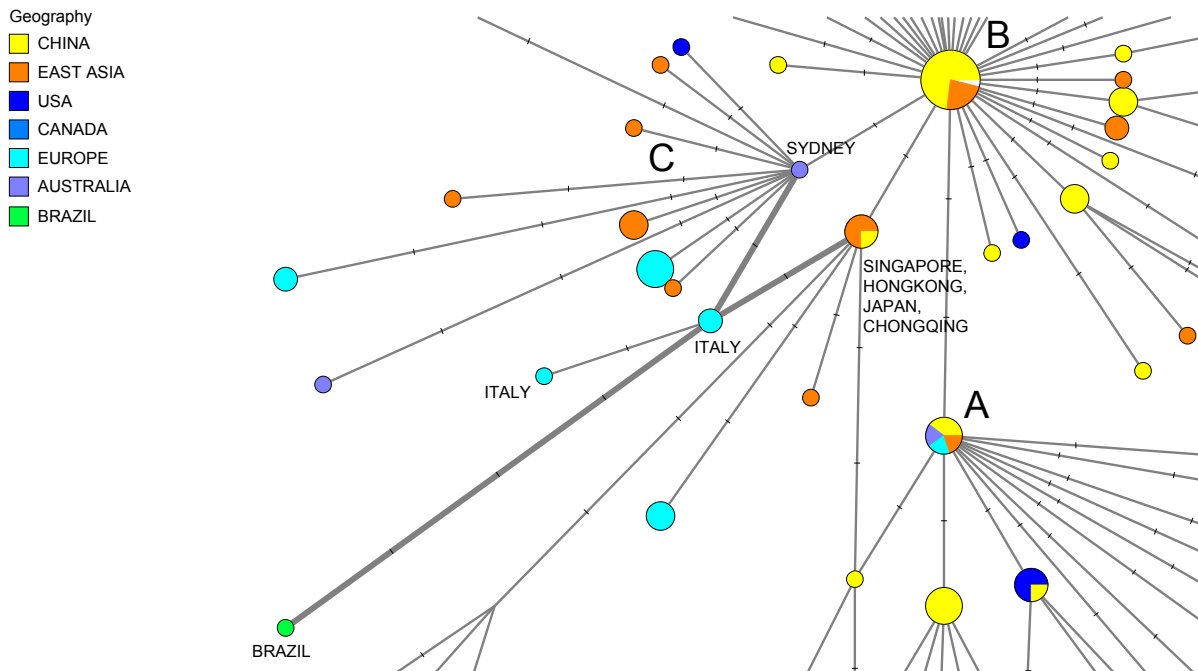 Geography
CHINA
EAST ASIA
USA
CANADA
EUROPE
AUSTRALIA
BRAZIL
B
SYDNEY
C
SINGAPORE,
HONGKONG,
JAPAN,
CHONGQING
ITALY
ITALY
A
BRAZIL